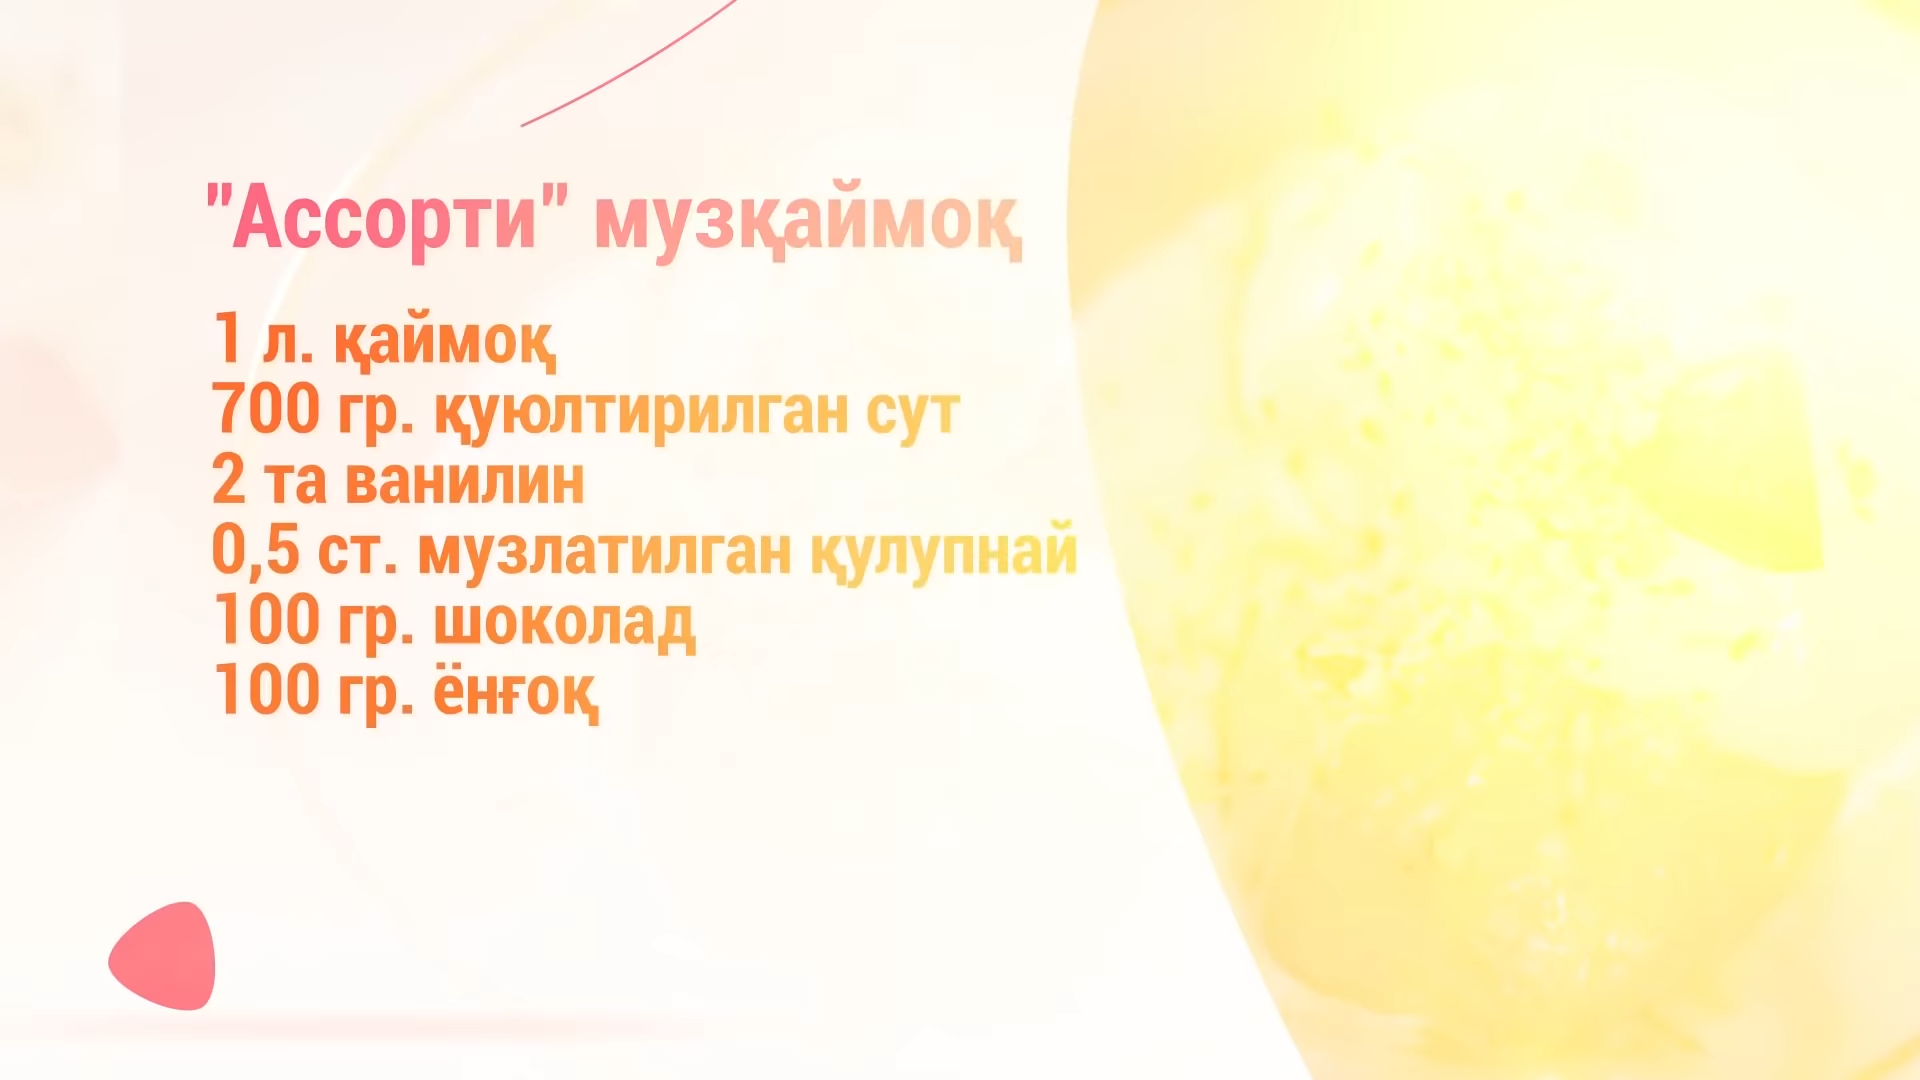 "Ассорти" музқаймоқ
1 л. қаймоқ
700 гр. қуюлтирилган сут
2 та ванилин
0,5 ст. музлатилган қулупнай
100 гр. шоколад
100 гр. ёнғоқ